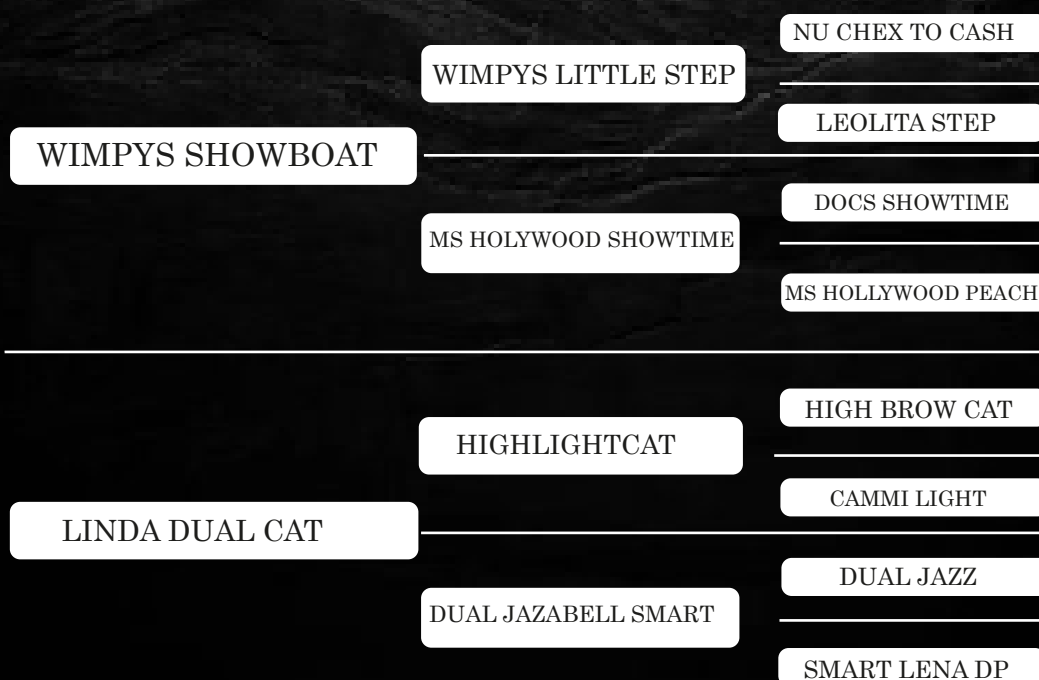 NU CHEX TO CASH
WIMPYS LITTLE STEP
LEOLITA STEP
WIMPYS SHOWBOAT
DOCS SHOWTIME
MS HOLYWOOD SHOWTIME
MS HOLLYWOOD PEACH
HIGH BROW CAT
HIGHLIGHTCAT
CAMMI LIGHT
LINDA DUAL CAT
DUAL JAZZ
DUAL JAZABELL SMART
SMART LENA DP